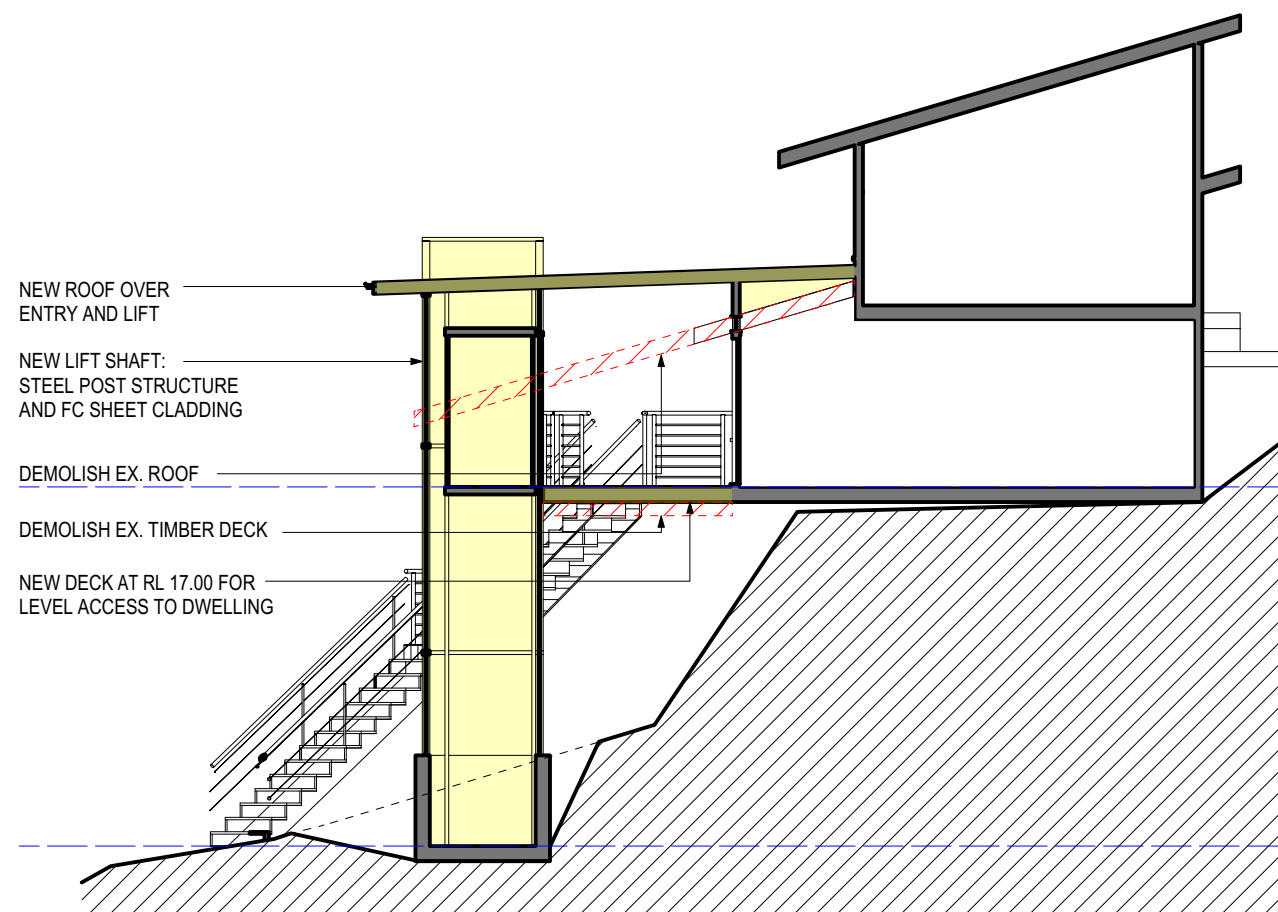 NEW ROOF OVER
ENTRY AND LIFT
NEW LIFT SHAFT:
STEEL POST STRUCTURE
AND FC SHEET CLADDING
DEMOLISH EX. ROOF
DEMOLISH EX. TIMBER DECK
NEW DECK AT RL 17.00 FOR
LEVEL ACCESS TO DWELLING